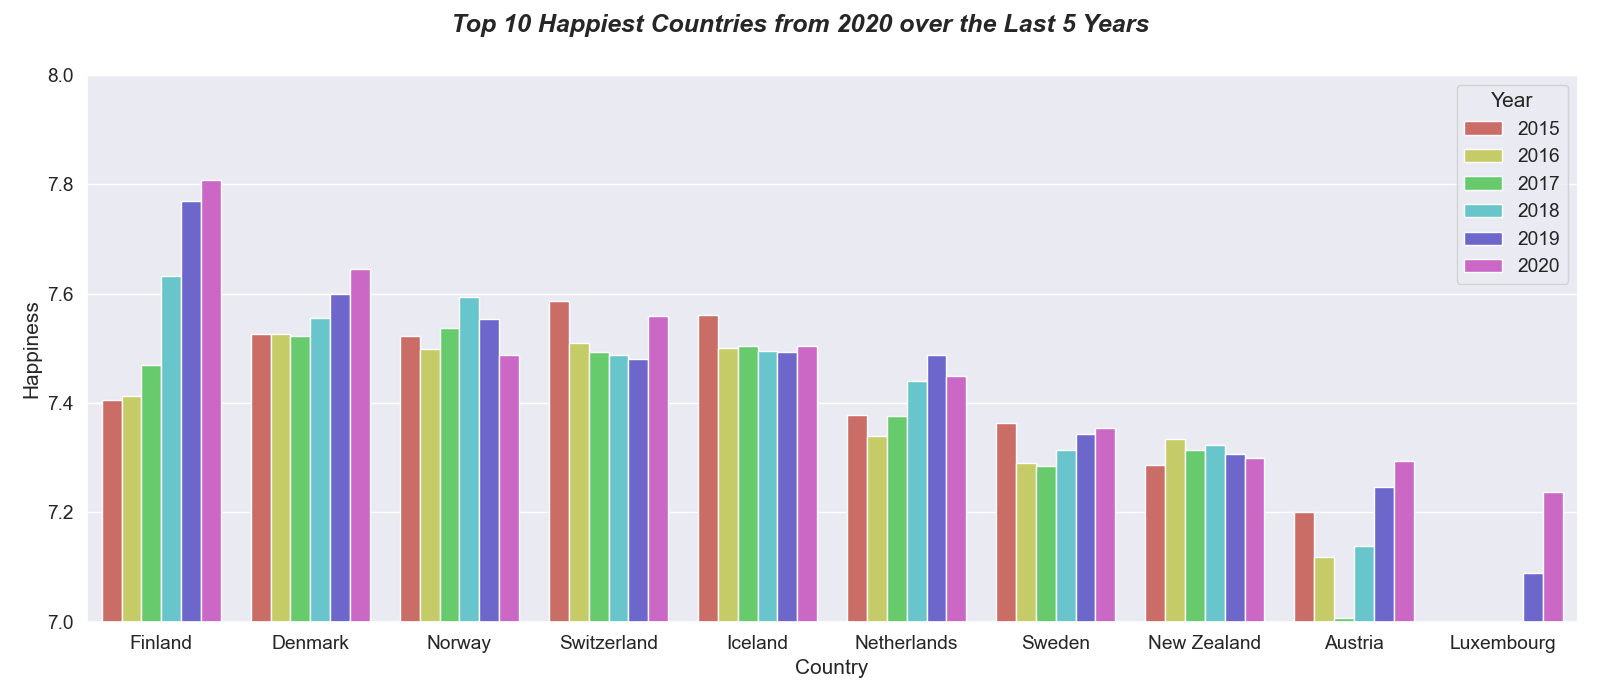 Top 10 Happiest Countries from 2020 over the Last 5 Years
8.0
7.8
7.6
7.4
7.2
7.0
Happiness
Year
2015
2016
2017
2018
2019
2020
Finland Denmark Norway Switzerland Iceland Netherlands Sweden New Zealand Austria Luxembourg
Country